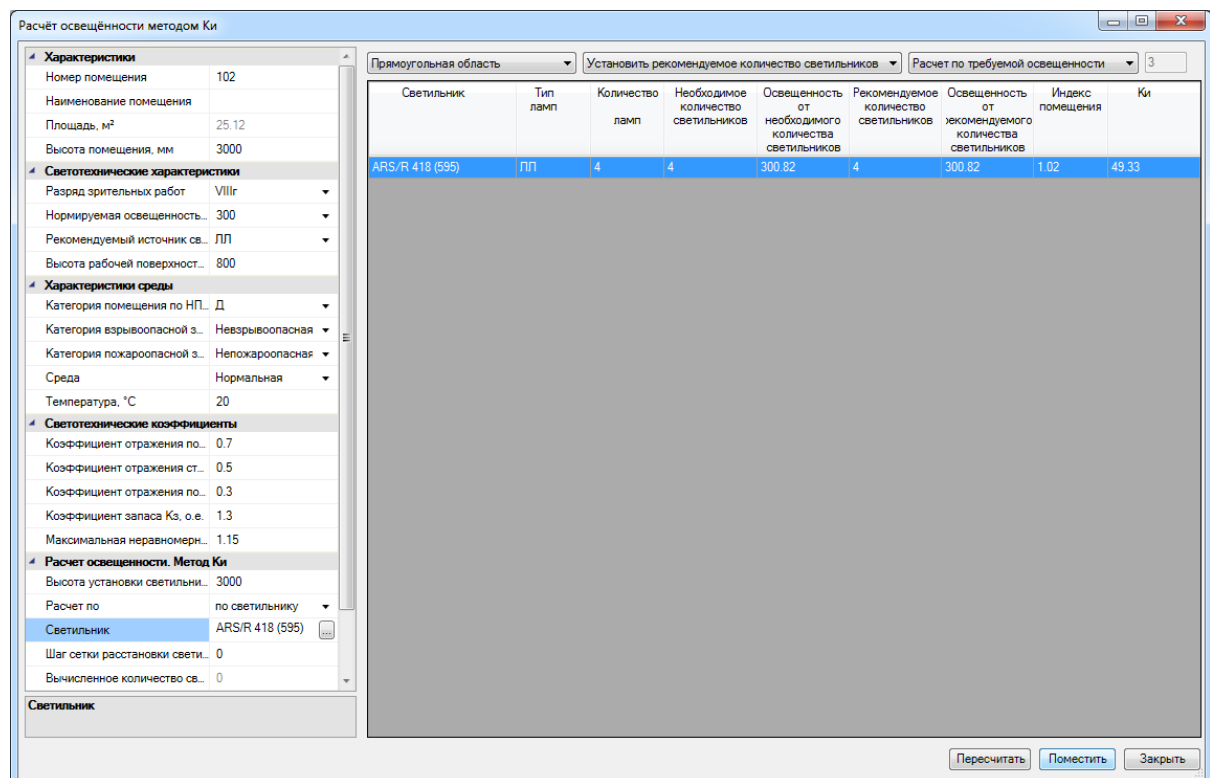 Расчёт освещённости методом Ки
Характеристики
Номер помещения 102
Наименование помещения
Площадь, м² 25.12
Высота помещения, мм 3000
Светотехнические характеристики
Разряд зрительных работ VIIIг
Нормируемая освещенность... 300
Рекомендуемый источник св... ЛЛ
Высота рабочей поверхност... 800
Характеристики среды
Категория помещения по НП... Д
Категория взрывоопасной з... Невзрывоопасная
Категория пожароопасной з... Непожароопасная
Среда Нормальная
Температура, °С 20
Светотехнические коэффициенты
Коэффициент отражения по... 0.7
Коэффициент отражения ст... 0.5
Коэффициент отражения по... 0.3
Коэффициент запаса Кз, о.е. 1.3
Максимальная неравномерн... 1.15
Расчет освещенности. Метод Ки
Высота установки светильни... 3000
Расчет по по светильнику
Светильник ARS/R 418 (595) ...
Шаг сетки расстановки свети... 0
Вычисленное количество св... 0
Светильник
Прямоугольная область Установить рекомендуемое количество светильников Расчет по требуемой освещенности 3
Светильник Тип Количество Необходимое Освещенность Рекомендуемое Освещенность Индекс Ки
ламп количество от количество от помещения
ламп светильников необходимого светильников рекомендуемого
количества количества
светильников светильников
ARS/R 418 (595) ЛЛ 4 4 300.82 4 300.82 1.02 49.33
Пересчитать Поместить Закрыть